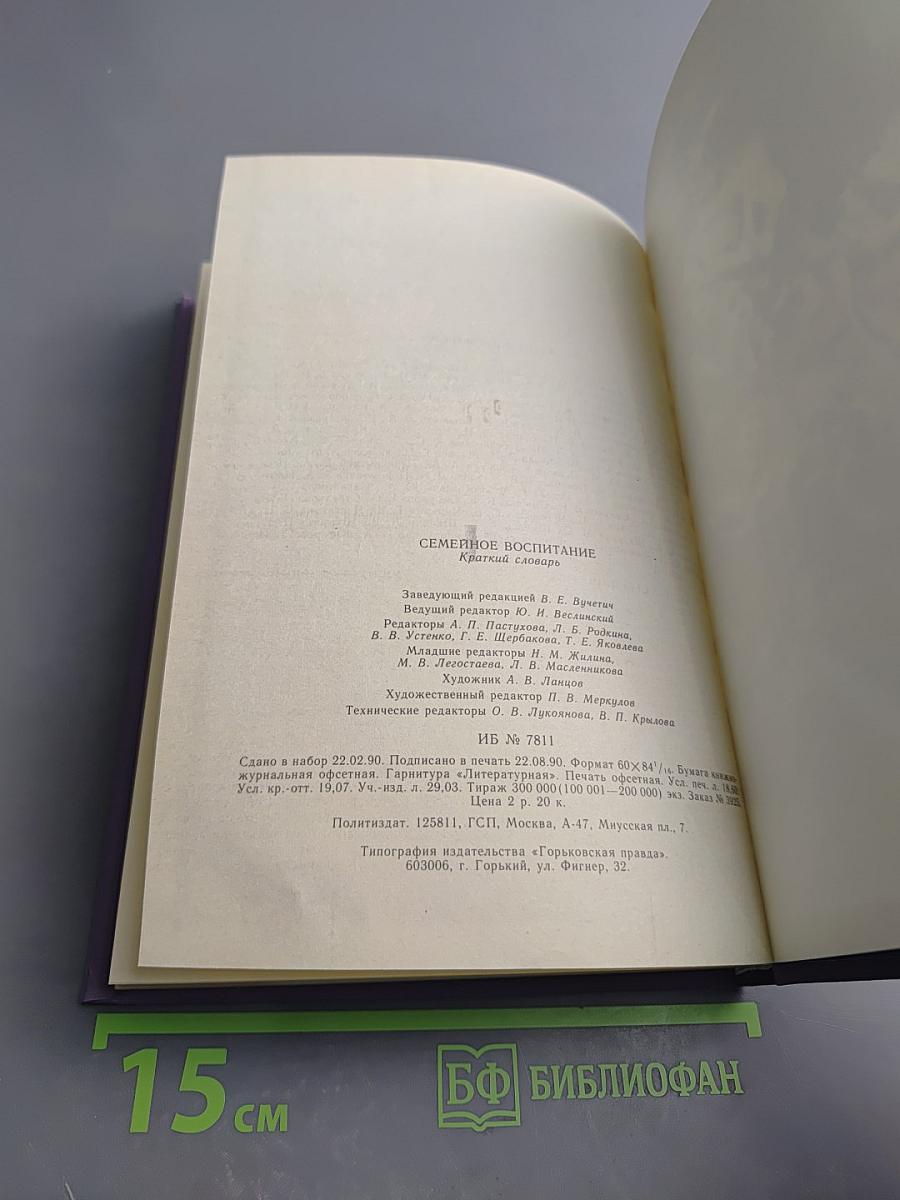 СЕМЕЙНОЕ ВОСПИТАНИЕ
Краткий словарь
Заведующий редакцией В. Е. Вучетич
Ведущий редактор Ю. И. Веслинский
Редакторы А. П. Пастухова, Л. Б. Родкина,
В. В. Устенко, Г. Е. Щербакова, Т. Е. Яковлева
Младшие редакторы Н. М. Жилина,
М. В. Легостаева, Л. В. Масленникова
Художник А. В. Ланцов
Художественный редактор П. В. Меркулов
Технические редакторы О. В. Лукоянова, В. П. Крылова
ИБ № 7811
Сдано в набор 22.02.90. Подписано в печать 22.08.90. Формат 60×84 1/16. Бумага книжно-
журнальная офсетная. Гарнитура «Литературная». Печать офсетная. Усл. печ. л.
Усл. кр.-отт. 19,07. Уч.-изд. л. 29,03. Тираж 300 000 (100 001—200 000) экз. Заказ №
Цена 2 р. 20 к.
Политиздат. 125811, ГСП, Москва, А-47, Миусская пл., 7.
Типография издательства «Горьковская правда».
603006, г. Горький, ул. Фигнер, 32.
15 см
БФ БИБЛИОФАН